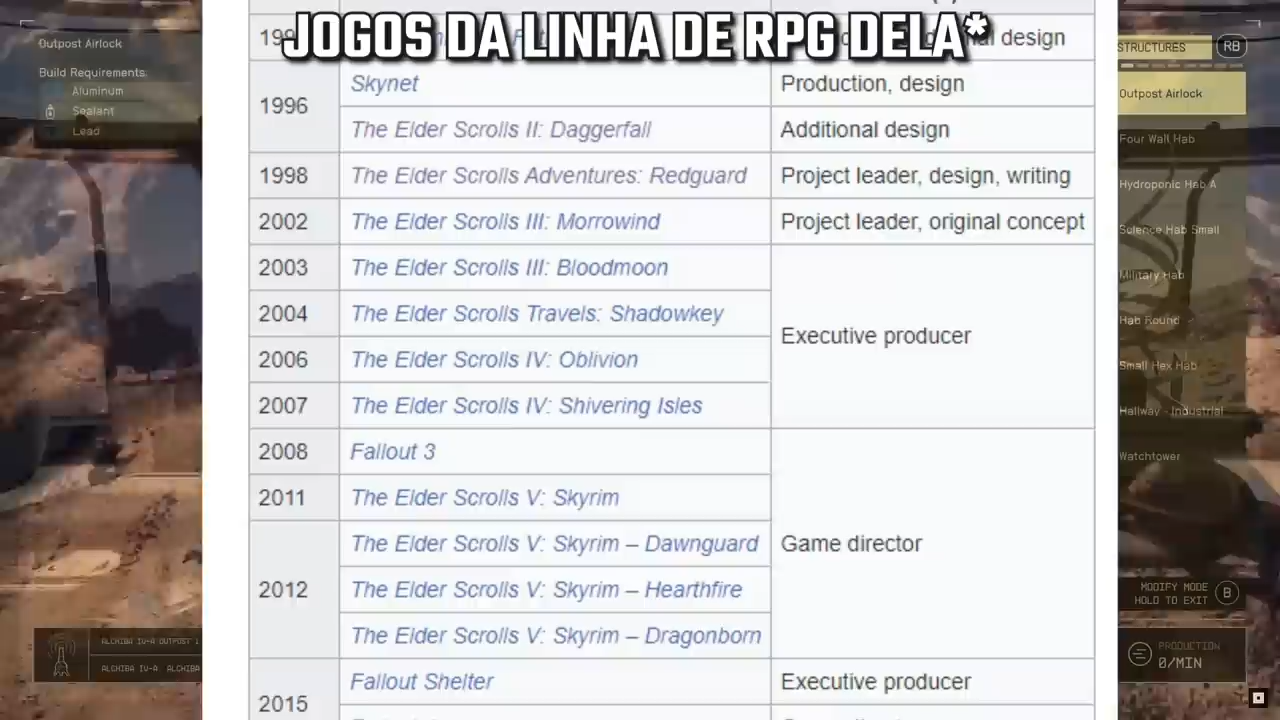 JOGOS DA LINHA DE RPG DELA*
Outpost Airlock
Build Requirements:
Aluminum
Sealant
Lead
design
1996
Skynet
Production, design
The Elder Scrolls II: Daggerfall
Additional design
1998
The Elder Scrolls Adventures: Redguard
Project leader, design, writing
2002
The Elder Scrolls III: Morrowind
Project leader, original concept
2003
The Elder Scrolls III: Bloodmoon
Executive producer
2004
The Elder Scrolls Travels: Shadowkey
2006
The Elder Scrolls IV: Oblivion
2007
The Elder Scrolls IV: Shivering Isles
2008
Fallout 3
Game director
2011
The Elder Scrolls V: Skyrim
2012
The Elder Scrolls V: Skyrim – Dawnguard
The Elder Scrolls V: Skyrim – Hearthfire
The Elder Scrolls V: Skyrim – Dragonborn
2015
Fallout Shelter
Executive producer
STRUCTURES
RB
Outpost Airlock
Four Wall Hab
Hydroponic Hab A
Science Hab Small
Military Hab
Hab Round
Small Hex Hab
Hallway - Industrial
Watchtower
MODIFY MODE
HOLD TO EXIT
B
PRODUCTION
0/MIN
ALCHIBA IV-A OUTPOST 1
ALCHIBA IV-A ALCHIBA